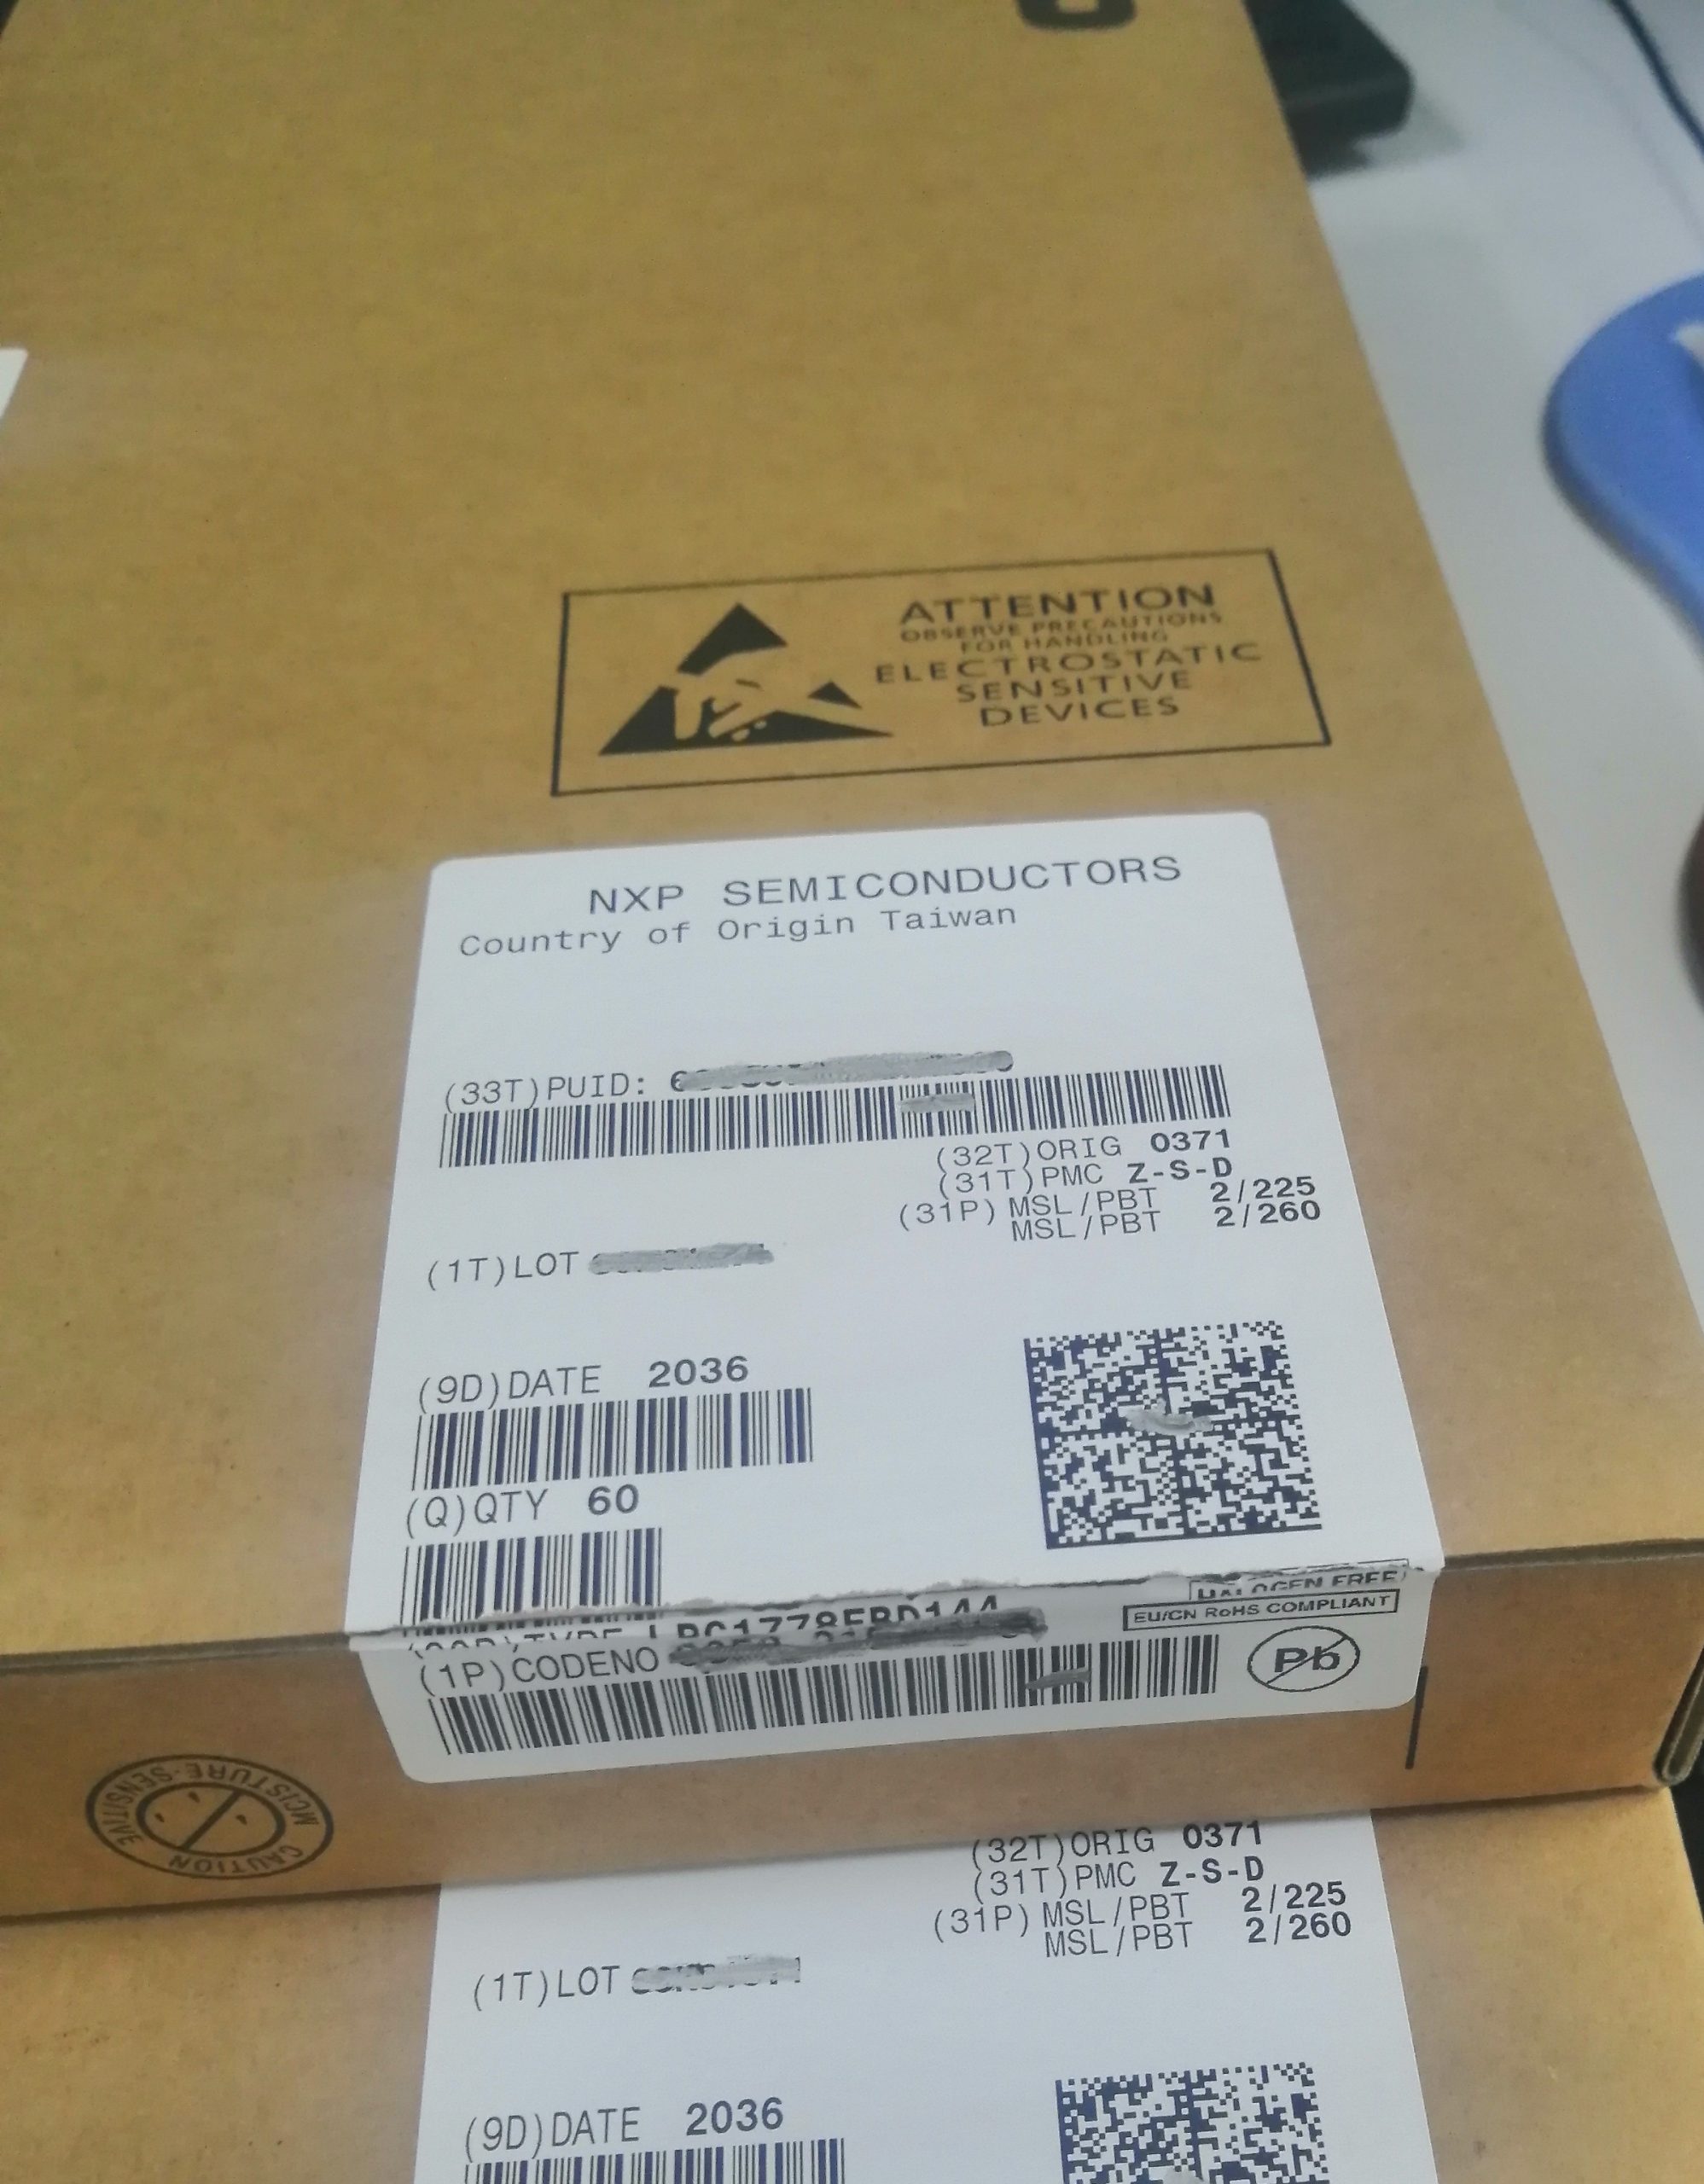 ATTENTION
OBSERVE PRECAUTIONS
FOR HANDLING
ELECTROSTATIC
SENSITIVE
DEVICES
NXP SEMICONDUCTORS
Country of Origin Taiwan
(33T)PUID:
(32T)ORIG 0371
(31T)PMC Z-S-D
(31P) MSL/PBT 2/225
MSL/PBT 2/260
(1T)LOT
(9D)DATE 2036
(Q)QTY 60
HALOGEN FREE
EU/CN RoHS COMPLIANT
TYPE LPC1778FBD144
(1P)CODENO
Pb
CAUTION
MOISTURE-SENSITIVE
(32T)ORIG 0371
(31T)PMC Z-S-D
(31P) MSL/PBT 2/225
MSL/PBT 2/260
(1T)LOT
(9D)DATE 2036